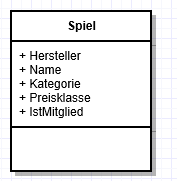 Spiel
+ Hersteller
+ Name
+ Kategorie
+ Preisklasse
+ IstMitglied